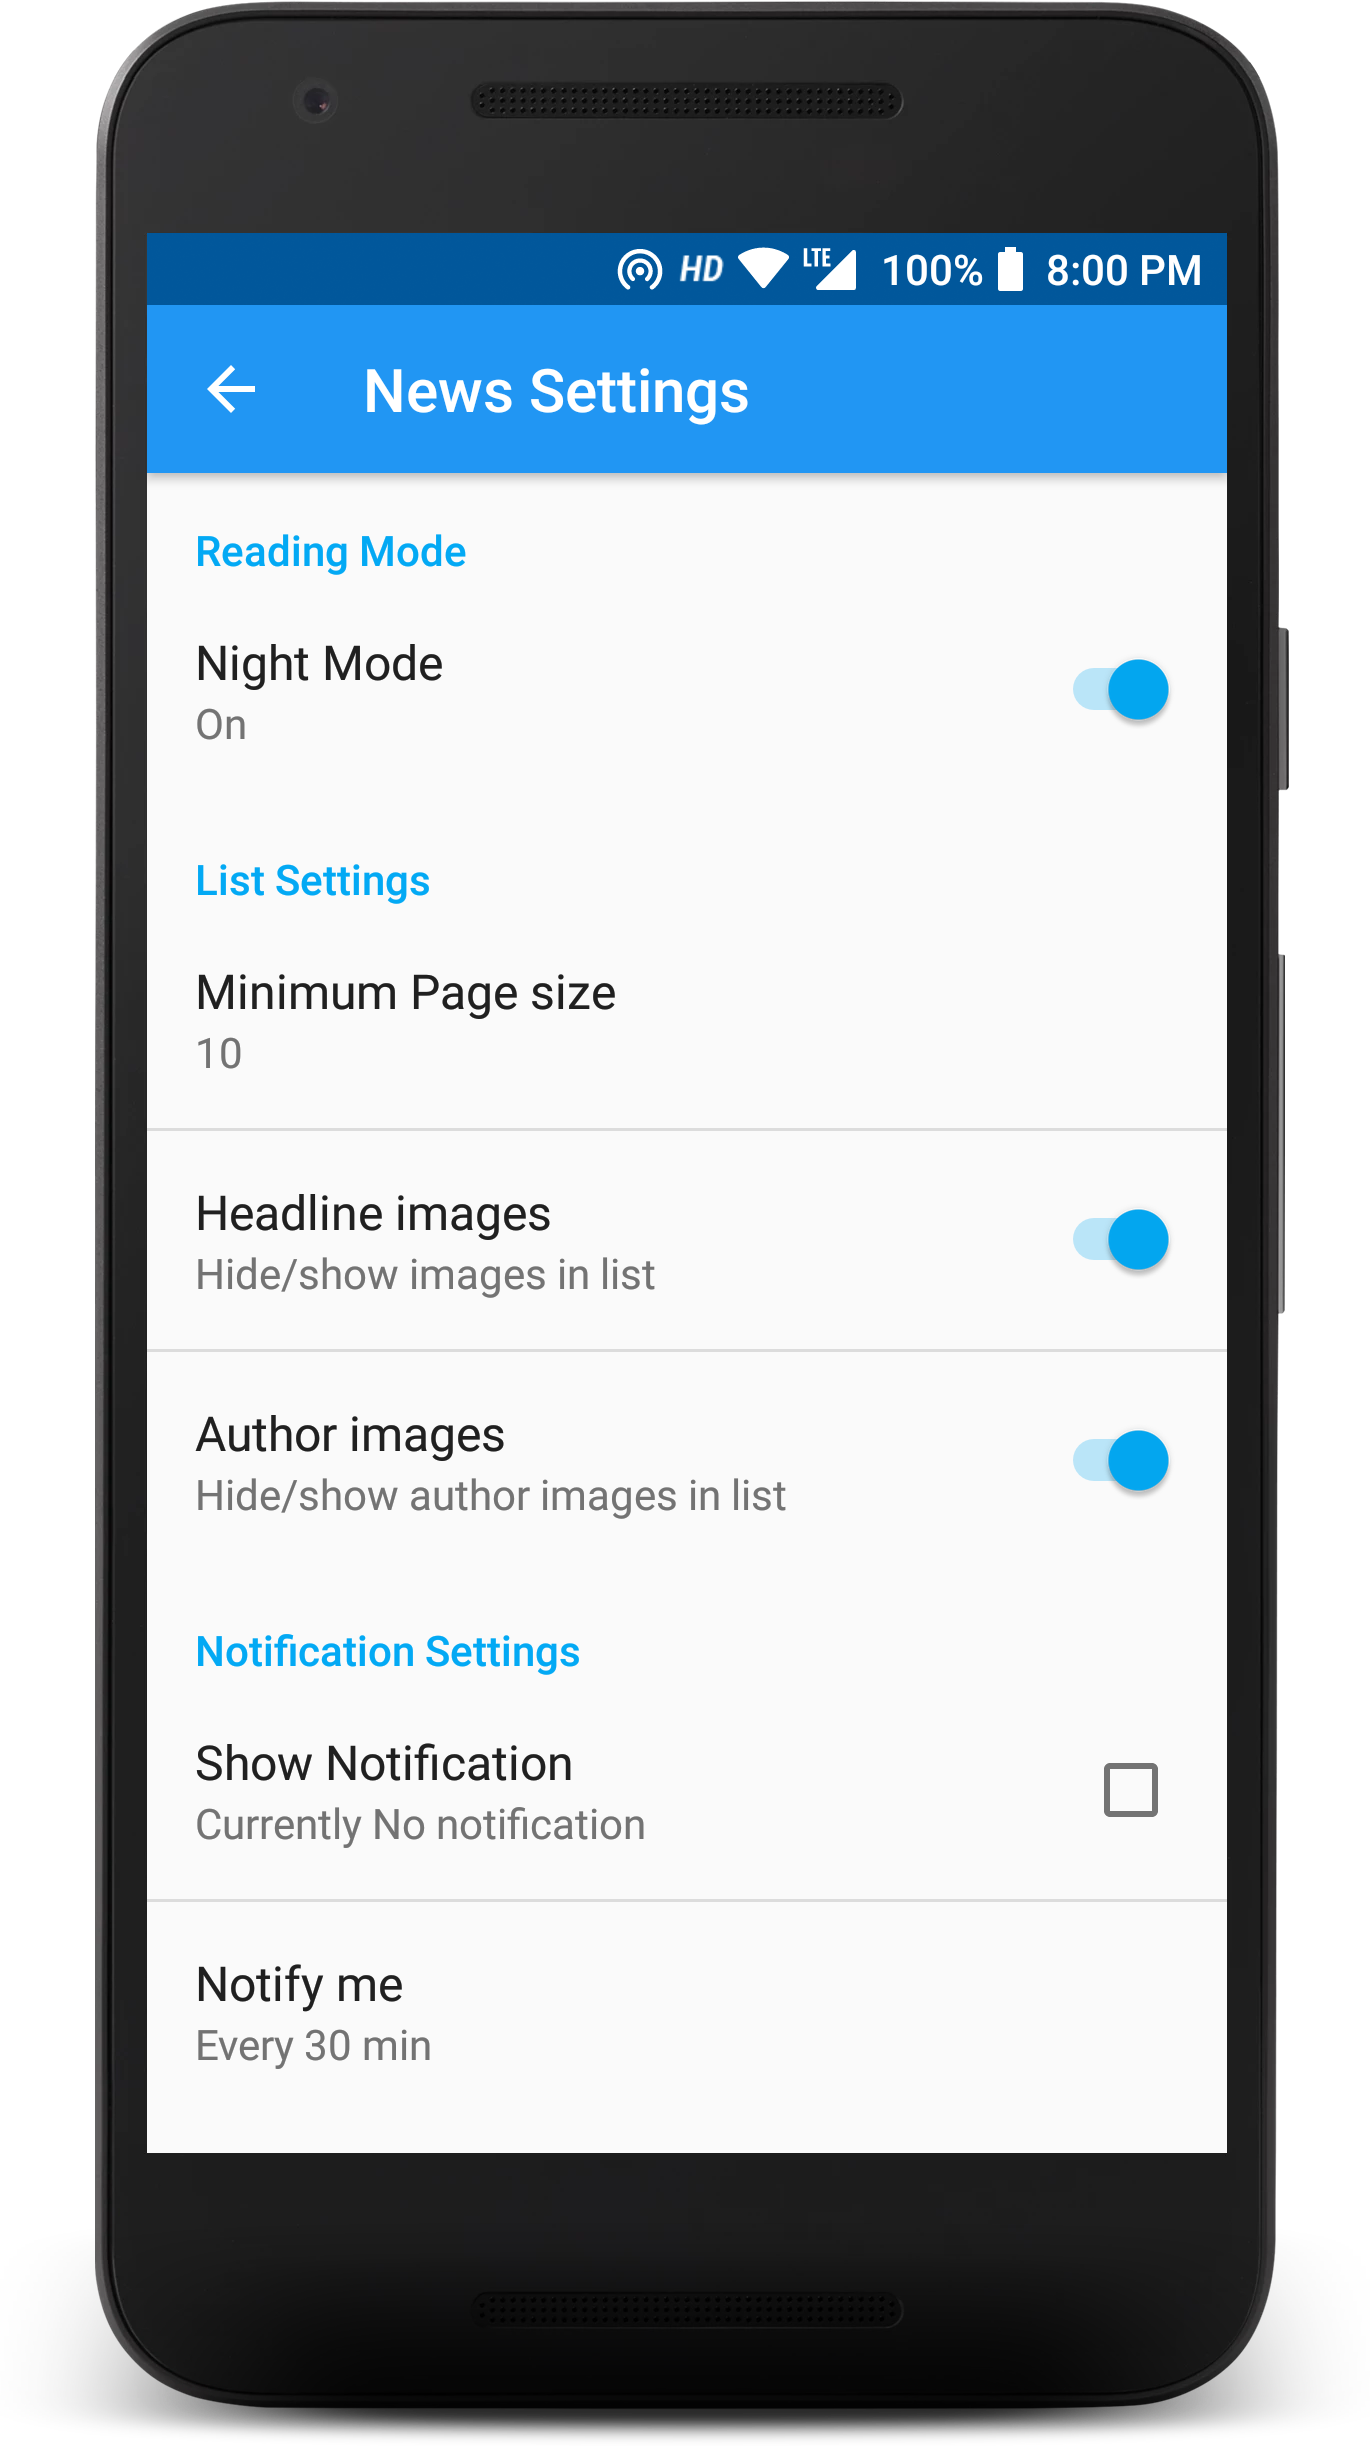 HD LTE 100% 8:00 PM
News Settings
Reading Mode
Night Mode
On
List Settings
Minimum Page size
10
Headline images
Hide/show images in list
Author images
Hide/show author images in list
Notification Settings
Show Notification
Currently No notification
Notify me
Every 30 min